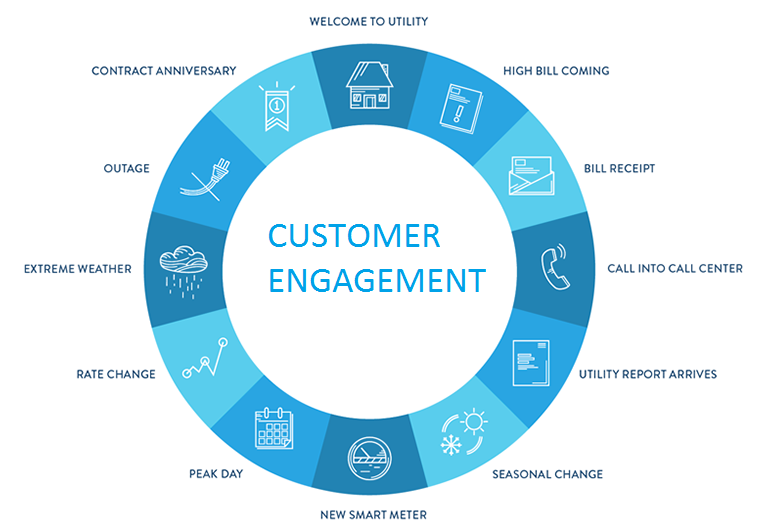 WELCOME TO UTILITY
HIGH BILL COMING
BILL RECEIPT
CALL INTO CALL CENTER
UTILITY REPORT ARRIVES
SEASONAL CHANGE
NEW SMART METER
PEAK DAY
RATE CHANGE
EXTREME WEATHER
OUTAGE
CONTRACT ANNIVERSARY
1
CUSTOMER
ENGAGEMENT